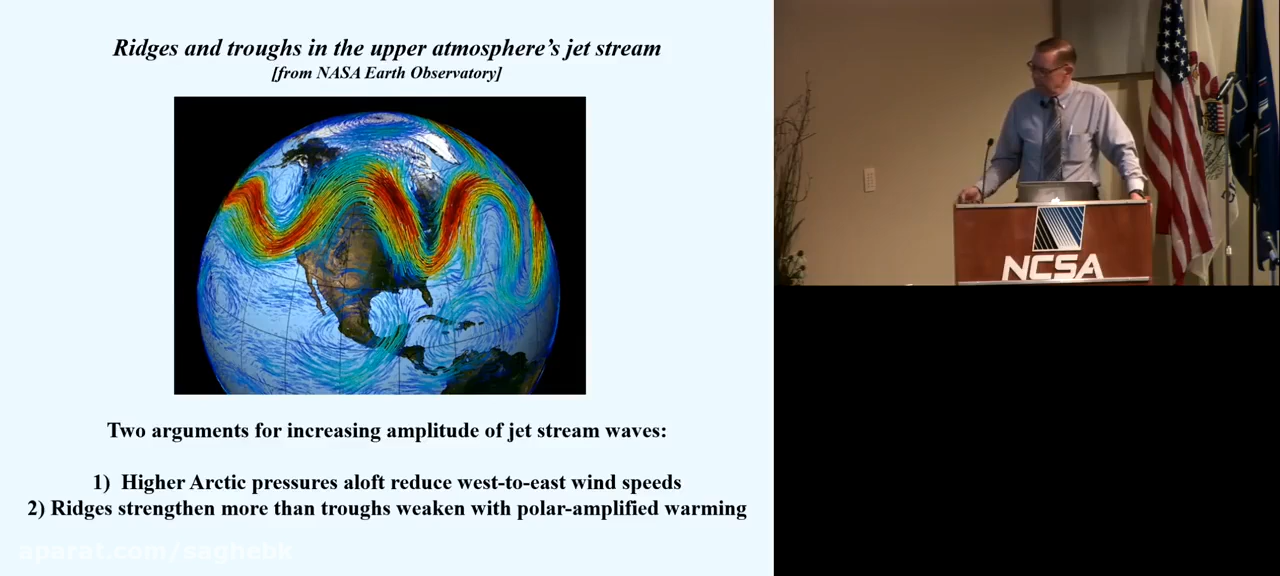 Ridges and troughs in the upper atmosphere's jet stream
[from NASA Earth Observatory]
Two arguments for increasing amplitude of jet stream waves:
1) Higher Arctic pressures aloft reduce west-to-east wind speeds
2) Ridges strengthen more than troughs weaken with polar-amplified warming
aparat.com/saghebk
NCSA